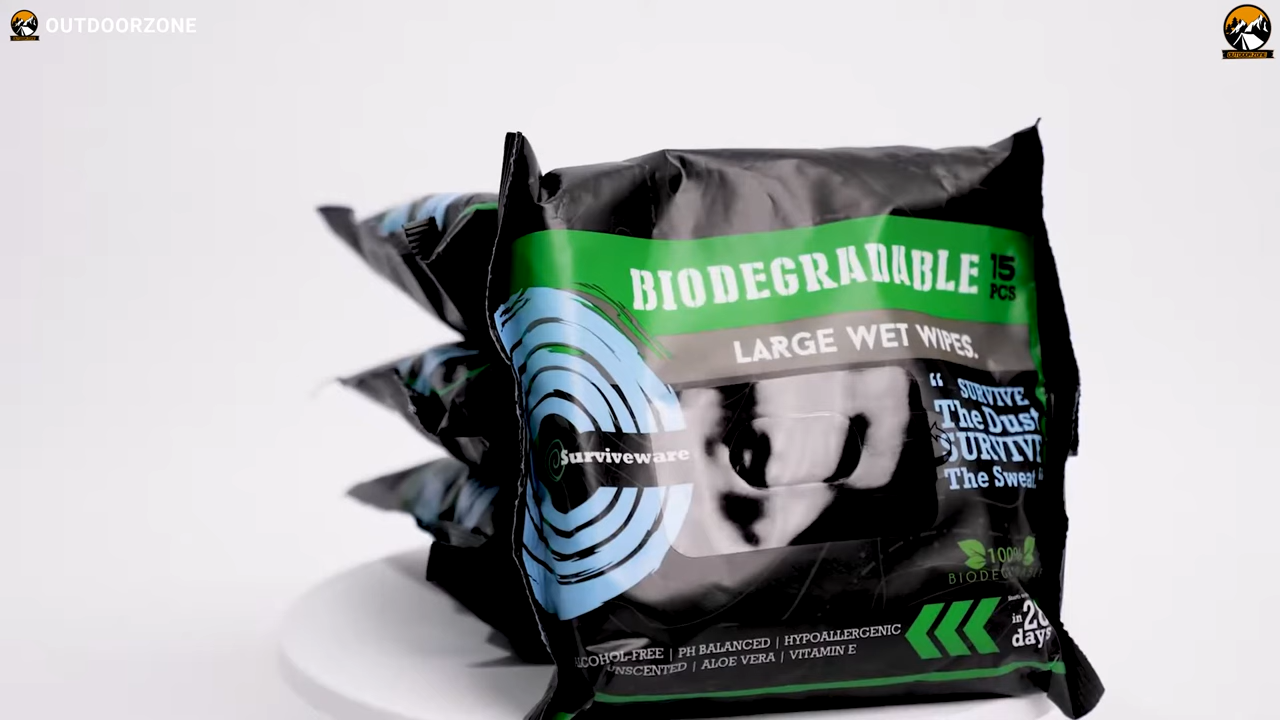 OUTDOORZONE
OUTDOORZONE
BIODEGRADABLE
15
PCS
LARGE WET WIPES.
“ SURVIVE
The Dust
SURVIVE
The Sweat ”
Surviveware
100%
in
days
ALCOHOL-FREE | PH BALANCED | HYPOALLERGENIC
UNSCENTED | ALOE VERA | VITAMIN E